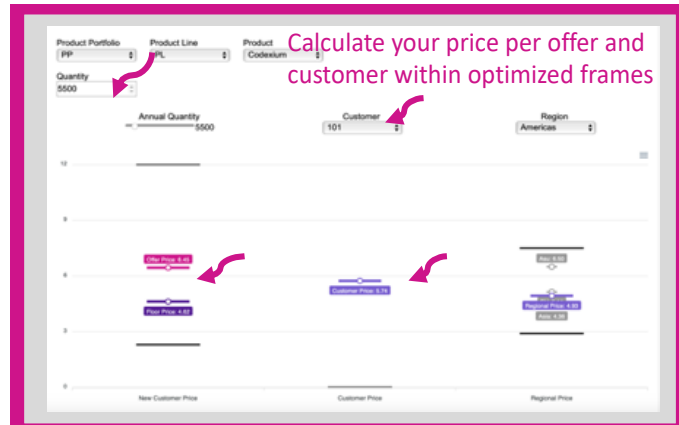 Product Portfolio Product Line Product
PP PL Codexium
Calculate your price per offer and
customer within optimized frames
Quantity
5500
Annual Quantity Customer Region
5500 101 Americas
12
9
6
3
0
Offer Price: 6.45
Floor Price: 4.62
Customer Price: 5.74
Regional Price: 4.89
New Customer Price Customer Price Regional Price